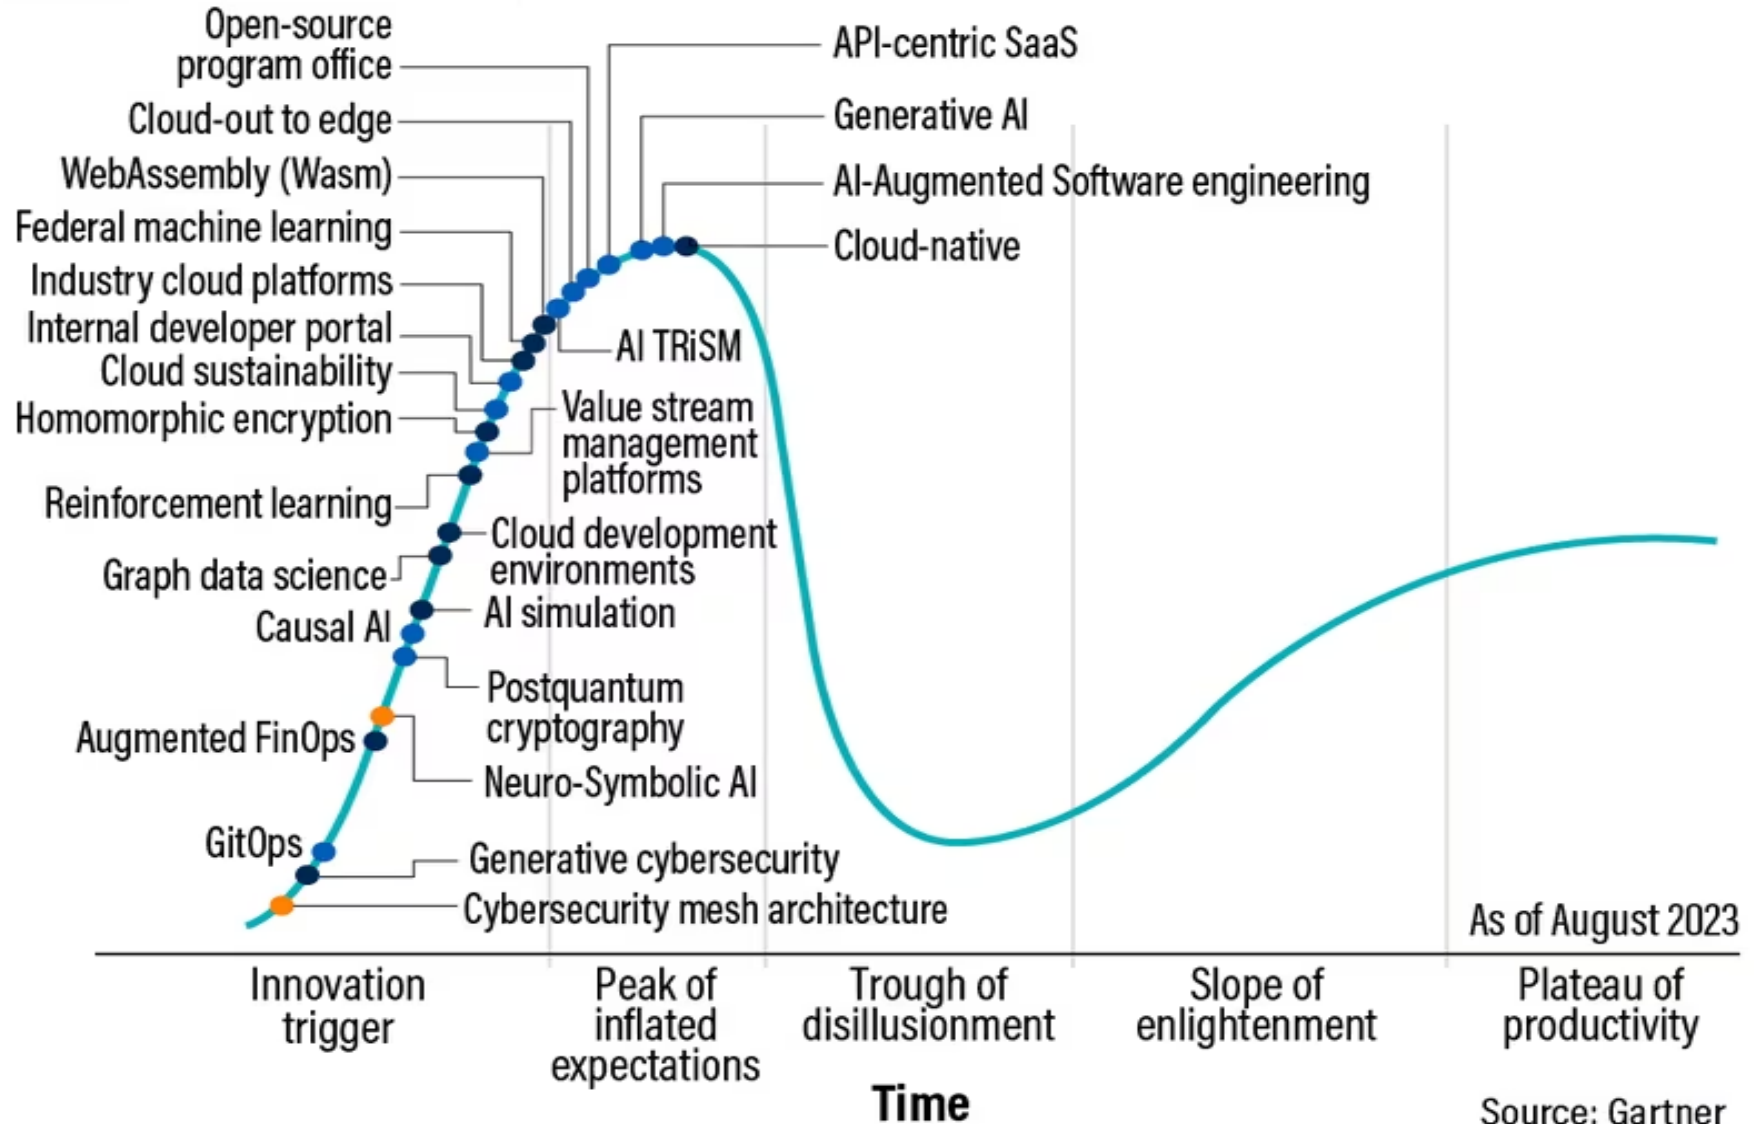 Open-source
program office
Cloud-out to edge
WebAssembly (Wasm)
Federal machine learning
Industry cloud platforms
Internal developer portal
Cloud sustainability
Homomorphic encryption
Reinforcement learning
Graph data science
Causal AI
Augmented FinOps
GitOps
API-centric SaaS
Generative AI
AI-Augmented Software engineering
Cloud-native
AI TRiSM
Value stream
management
platforms
Cloud development
environments
AI simulation
Postquantum
cryptography
Neuro-Symbolic AI
Generative cybersecurity
Cybersecurity mesh architecture
As of August 2023
Innovation
trigger
Peak of
inflated
expectations
Trough of
disillusionment
Slope of
enlightenment
Plateau of
productivity
Time
Source: Gartner